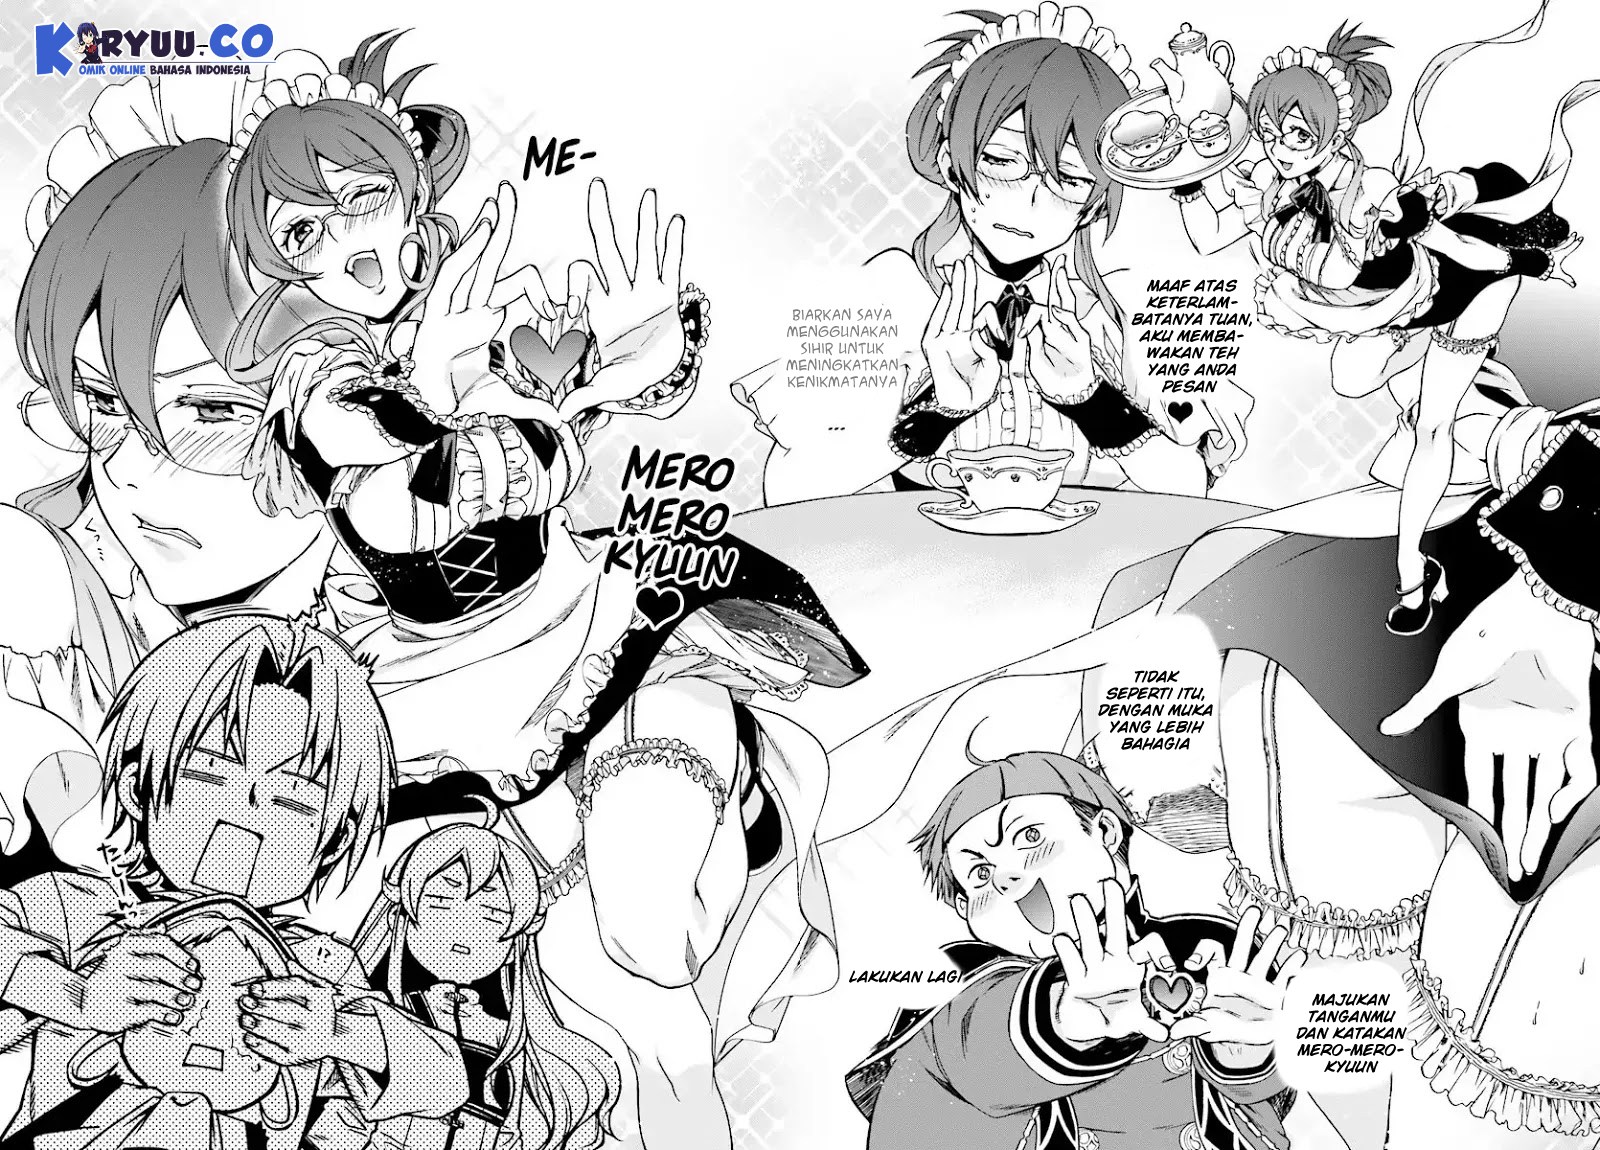 KIRYUU.CO
OMIK ONLINE BAHASA INDONESIA
MAAF ATAS
KETERLAM-
BATANYA TUAN,
AKU MEMBA-
WAKAN TEH
YANG ANDA
PESAN
♥
BIARKAN SAYA
MENGGUNAKAN
SIHIR UNTUK
MENINGKATKAN
KENIKMATANYA
...
TIDAK
SEPERTI ITU,
DENGAN MUKA
YANG LEBIH
BAHAGIA
LAKUKAN LAGI
MAJUKAN
TANGANMU
DAN KATAKAN
MERO-MERO-
KYUUN
ME-
MERO
MERO
KYUUN
♥